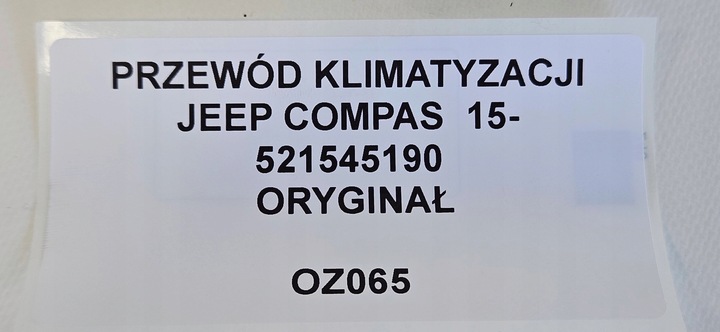 PRZEWÓD KLIMATYZACJI
JEEP COMPAS 15-
521545190
ORYGINAŁ
OZ065